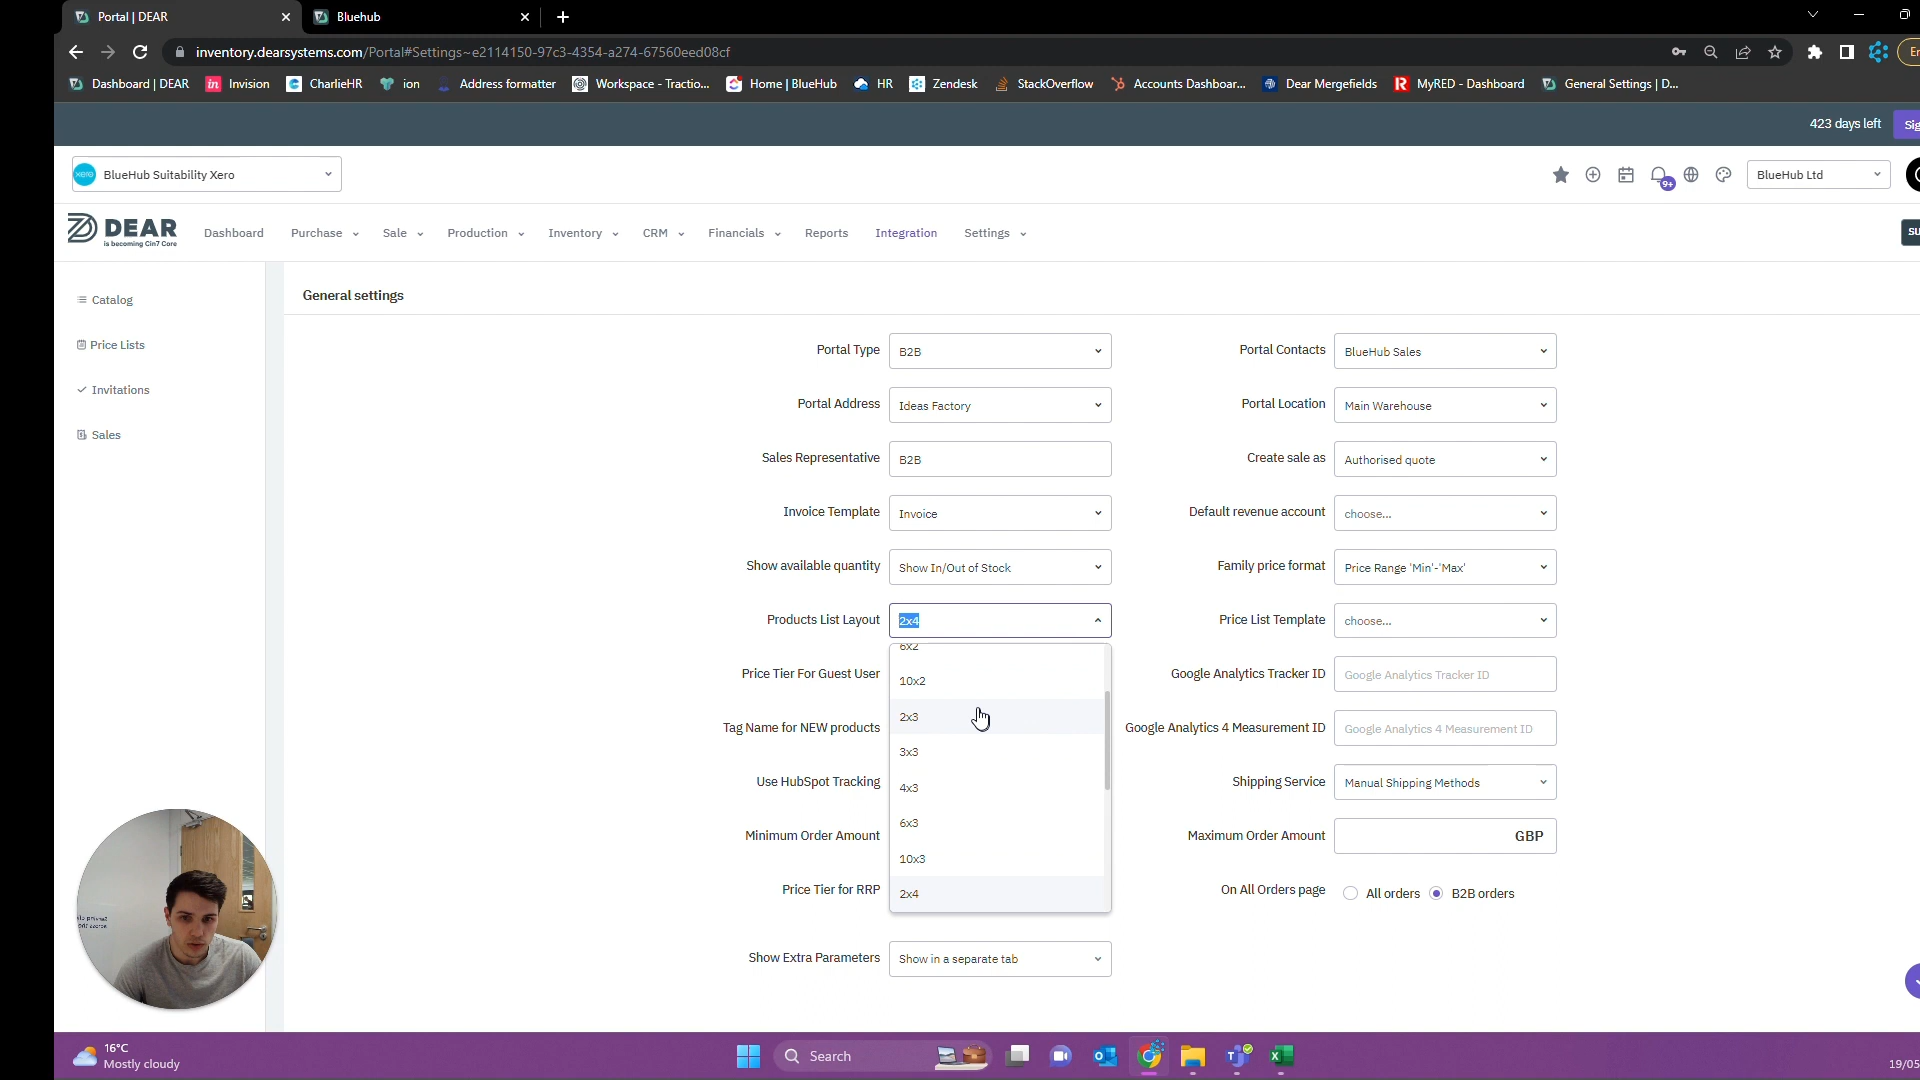 Portal | DEAR
Bluehub
inventory.dearsystems.com/Portal#Settings~e2114150-97c3-4354-a274-67560eed08cf
Dashboard | DEAR
Invision
CharlieHR
ion
Address formatter
Workspace - Tractio...
Home | BlueHub
HR
Zendesk
StackOverflow
Accounts Dashboar...
Dear Mergefields
MyRED - Dashboard
General Settings | D...
423 days left
xero
BlueHub Suitability Xero
9+
BlueHub Ltd
DEAR
is becoming Cin7 Core
Dashboard
Purchase
Sale
Production
Inventory
CRM
Financials
Reports
Integration
Settings
Catalog
Price Lists
Invitations
Sales
General settings
Portal Type B2B
Portal Contacts BlueHub Sales
Portal Address Ideas Factory
Portal Location Main Warehouse
Sales Representative B2B
Create sale as Authorised quote
Invoice Template Invoice
Default revenue account choose...
Show available quantity Show In/Out of Stock
Family price format Price Range 'Min'-'Max'
Products List Layout 2x4
Price List Template choose...
6x2
10x2
2x3
3x3
4x3
6x3
10x3
2x4
Price Tier For Guest User
Google Analytics Tracker ID Google Analytics Tracker ID
Tag Name for NEW products
Google Analytics 4 Measurement ID Google Analytics 4 Measurement ID
Use HubSpot Tracking
Shipping Service Manual Shipping Methods
Minimum Order Amount
Maximum Order Amount GBP
Price Tier for RRP
On All Orders page All orders B2B orders
Show Extra Parameters Show in a separate tab
16°C
Mostly cloudy
Search
19/05